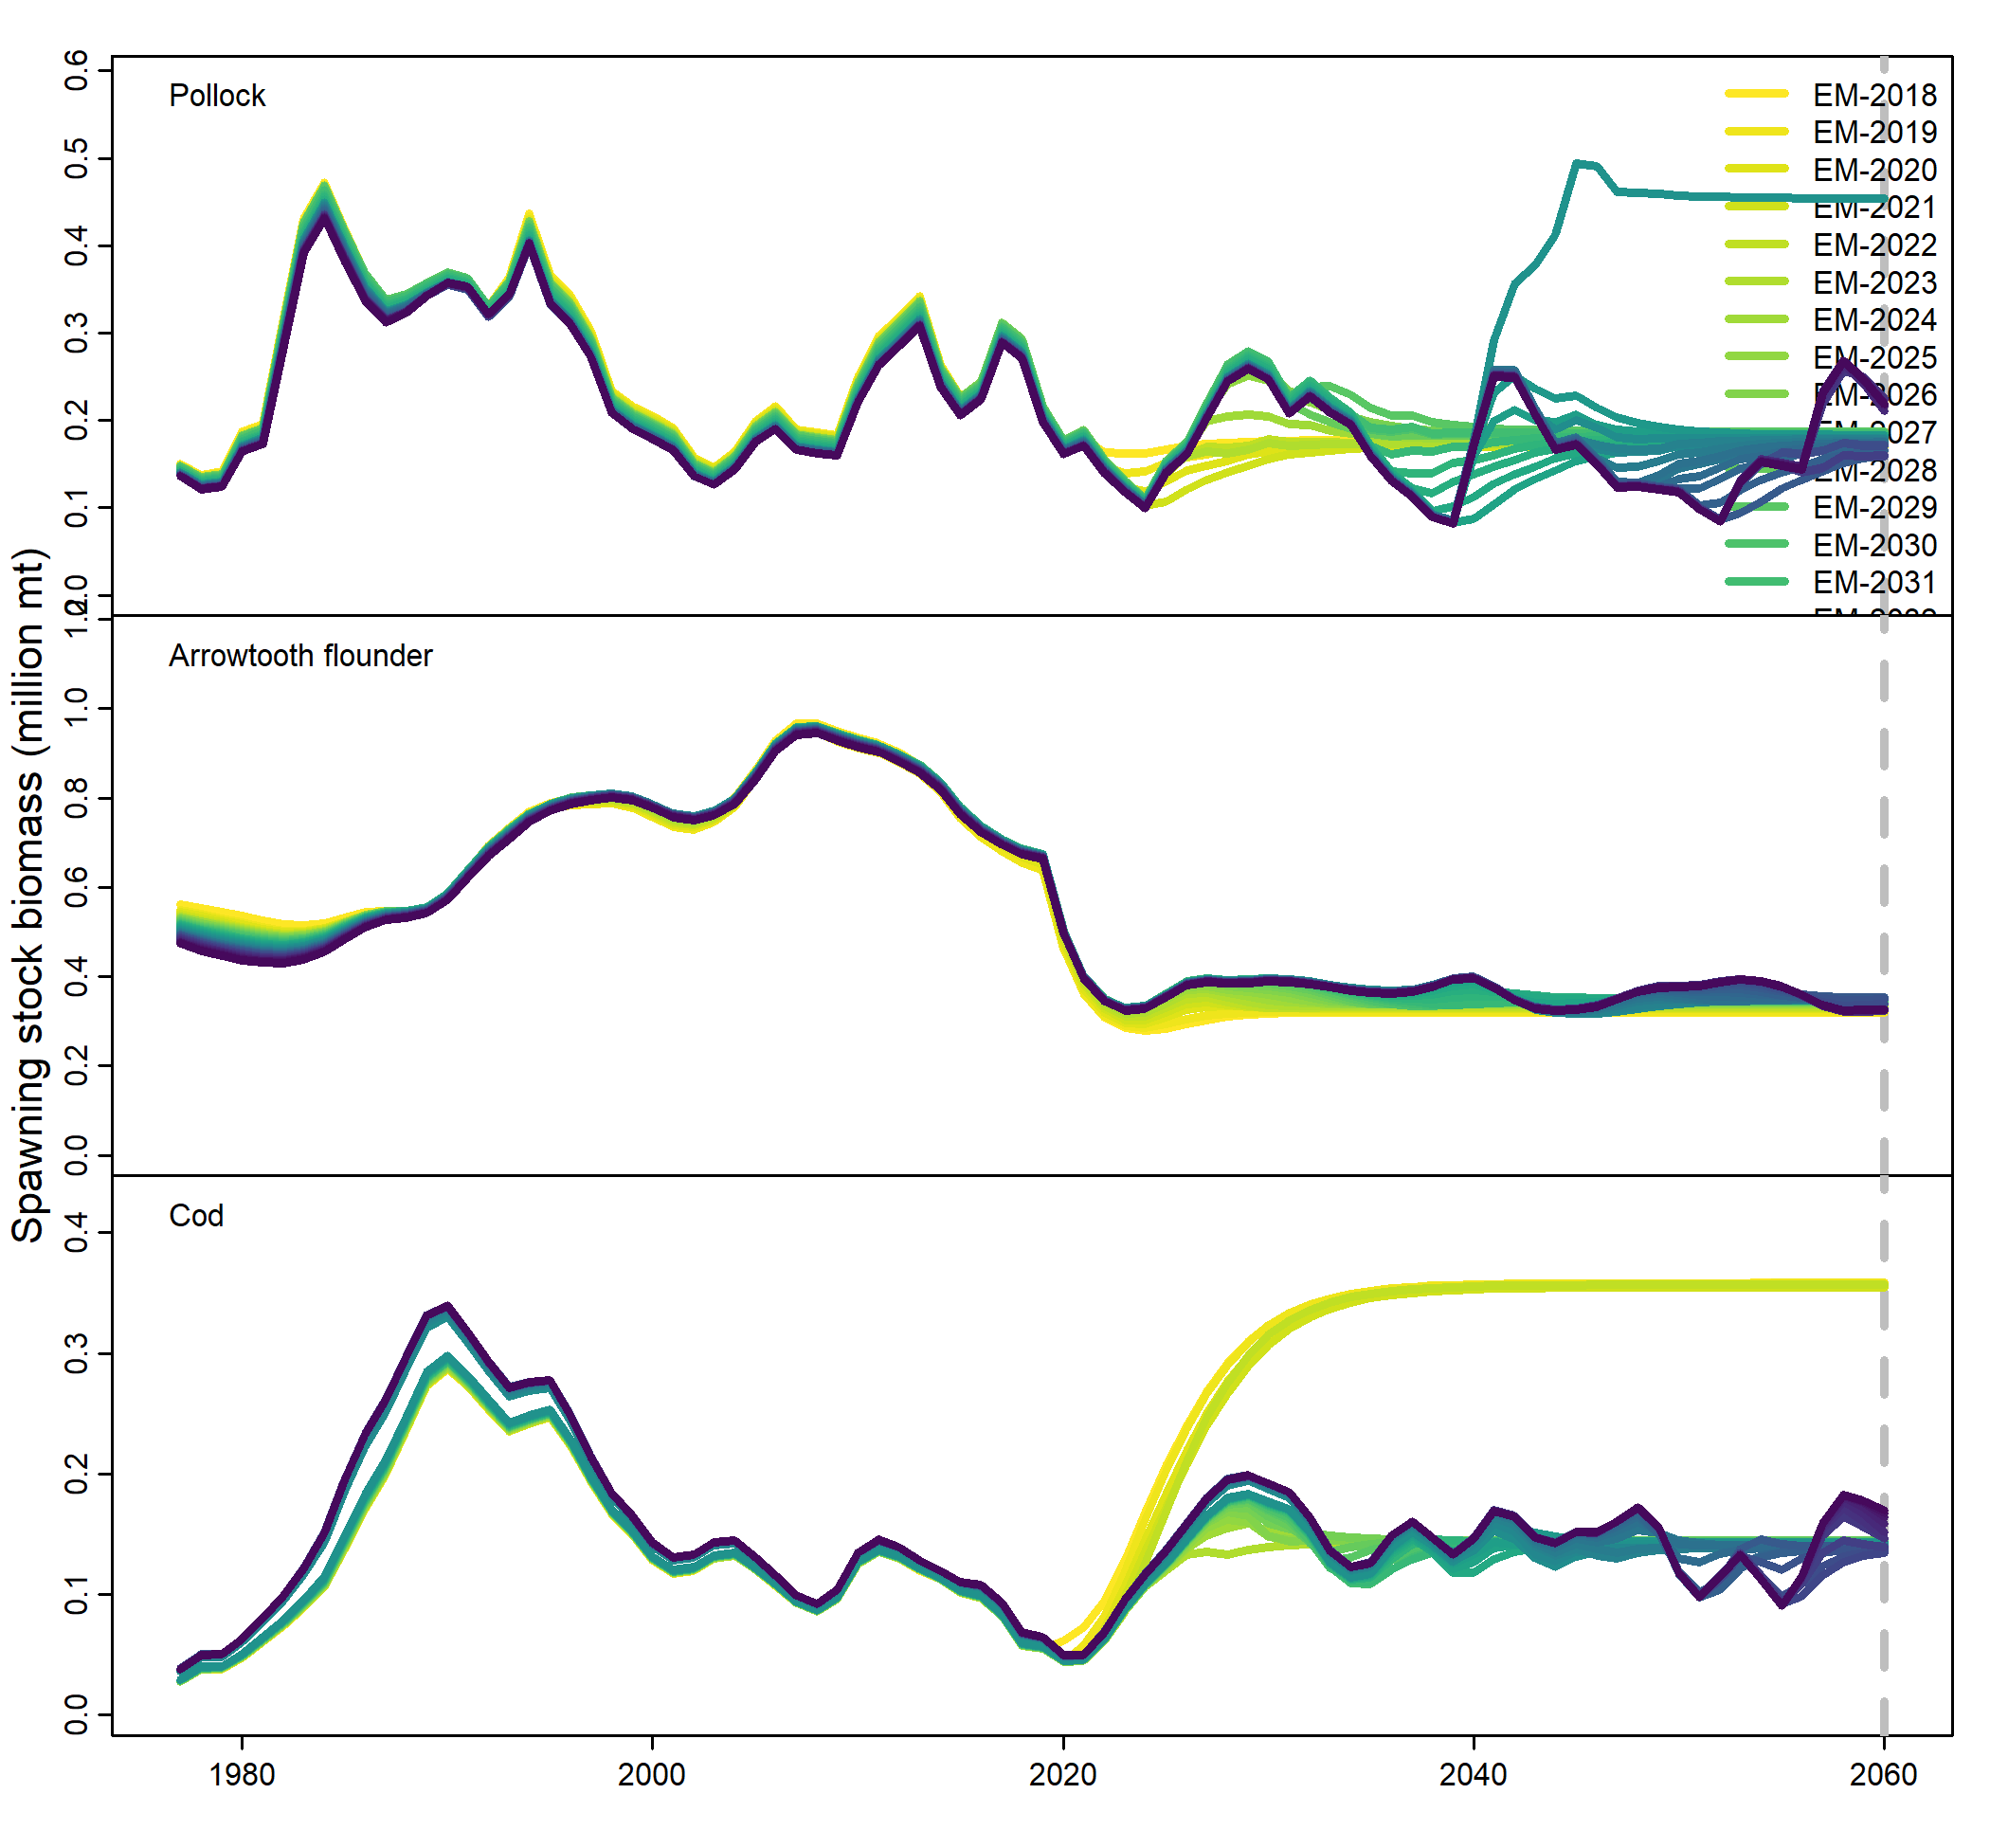 Spawning stock biomass (million mt)
0.6
0.5
0.4
0.3
0.2
0.1
0.0
Pollock
EM-2018
EM-2019
EM-2020
EM-2021
EM-2022
EM-2023
EM-2024
EM-2025
EM-2026
EM-2027
EM-2028
EM-2029
EM-2030
EM-2031
1.2
1.0
0.8
0.6
0.4
0.2
0.0
Arrowtooth flounder
0.4
0.3
0.2
0.1
0.0
Cod
1980
2000
2020
2040
2060